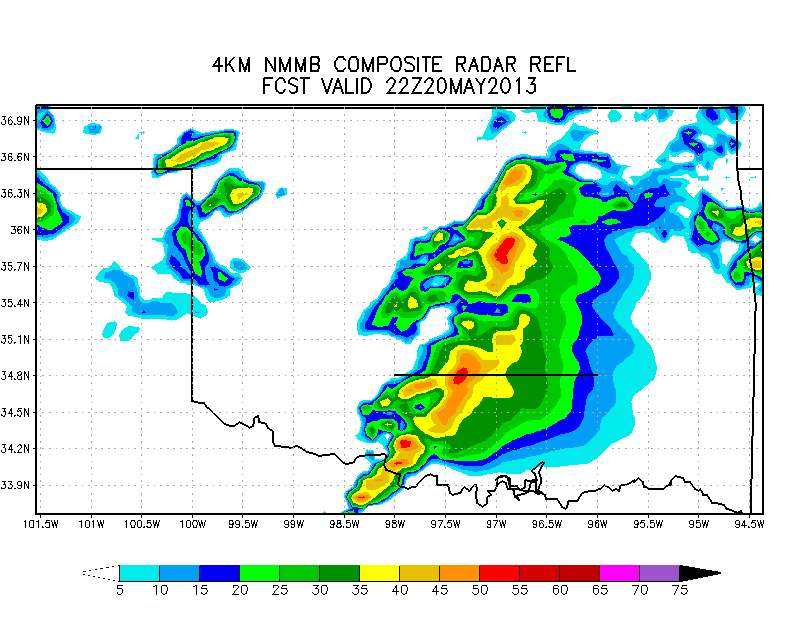 4KM NMMB COMPOSITE RADAR REFL
FCST VALID 22Z20MAY2013
36.9N
36.6N
36.3N
36N
35.7N
35.4N
35.1N
34.8N
34.5N
34.2N
33.9N
101.5W 101W 100.5W 100W 99.5W 99W 98.5W 98W 97.5W 97W 96.5W 96W 95.5W 95W 94.5W
5 10 15 20 25 30 35 40 45 50 55 60 65 70 75